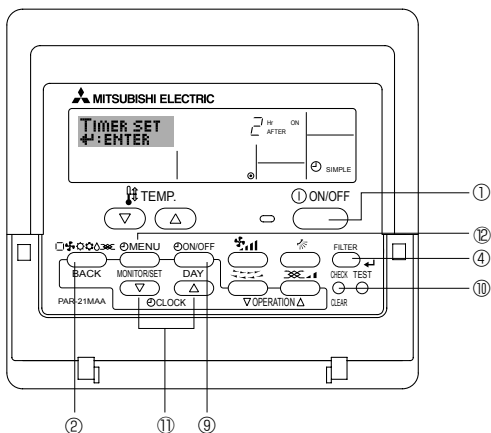 MITSUBISHI ELECTRIC
TIMER SET
↵:ENTER
2 Hr ON
AFTER
SIMPLE
TEMP.
ON/OFF
①
⑫
MENU
ON/OFF
FILTER
④
BACK
MONITOR/SET
DAY
CHECK TEST
PAR-21MAA
CLOCK
▽OPERATION△
CLEAR
⑩
②
⑪
⑨